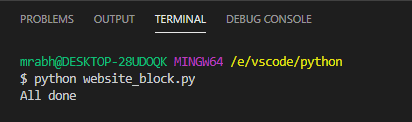 PROBLEMS OUTPUT TERMINAL DEBUG CONSOLE
mrabh@DESKTOP-28UDOQK MINGW64 /e/vscode/python
$ python website_block.py
All done